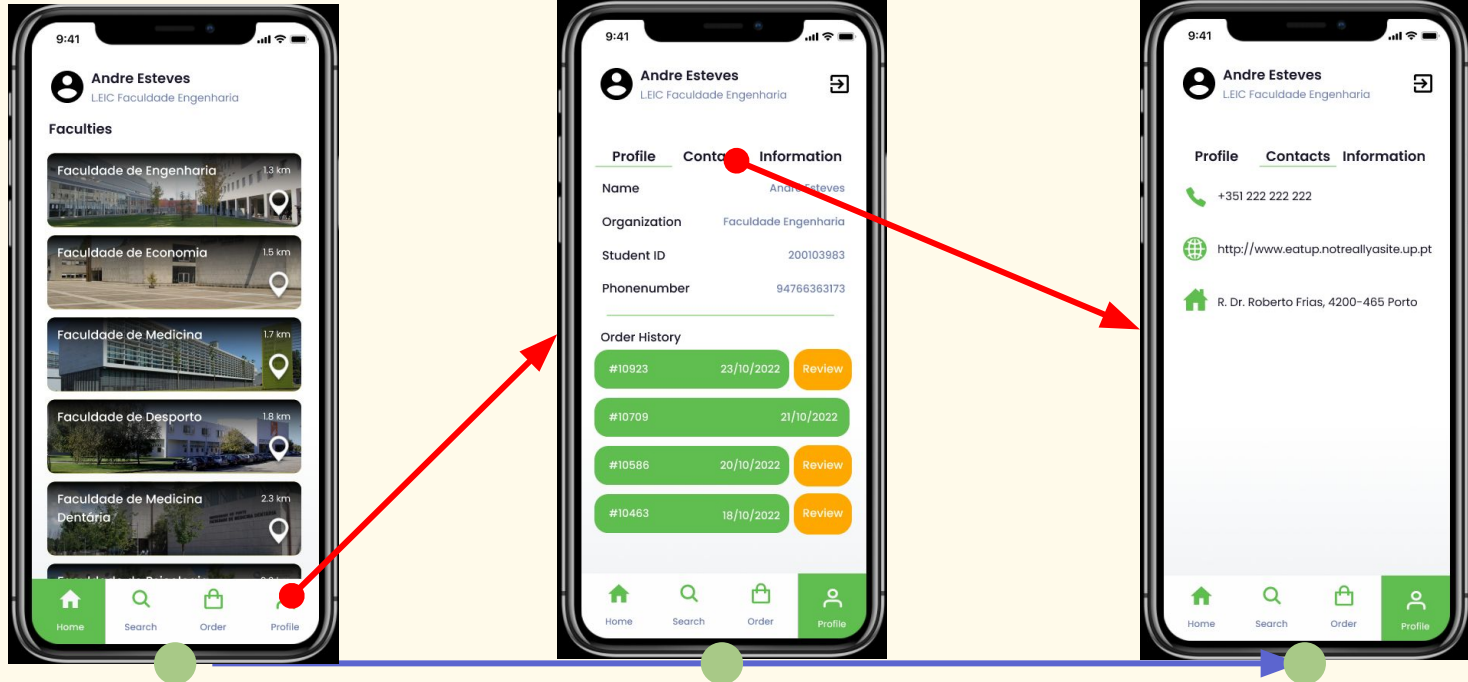 9:41
Andre Esteves
L.EIC Faculdade Engenharia
Faculties
Faculdade de Engenharia 1.3 km
Faculdade de Economia 1.5 km
Faculdade de Medicina 1.7 km
Faculdade de Desporto 1.8 km
Faculdade de Medicina 2.3 km
Dentária
Home Search Order Profile
9:41
Andre Esteves
L.EIC Faculdade Engenharia
Profile Information
Name Andre Esteves
Organization Faculdade Engenharia
Student ID 200103983
Phonenumber 94766363173
Order History
#10923 23/10/2022 Review
#10709 21/10/2022
#10586 20/10/2022 Review
#10463 18/10/2022 Review
Home Search Order Profile
9:41
Andre Esteves
L.EIC Faculdade Engenharia
Profile Contacts Information
+351 222 222 222
http://www.eatup.notreallyasite.up.pt
R. Dr. Roberto Frias, 4200-465 Porto
Home Search Order Profile